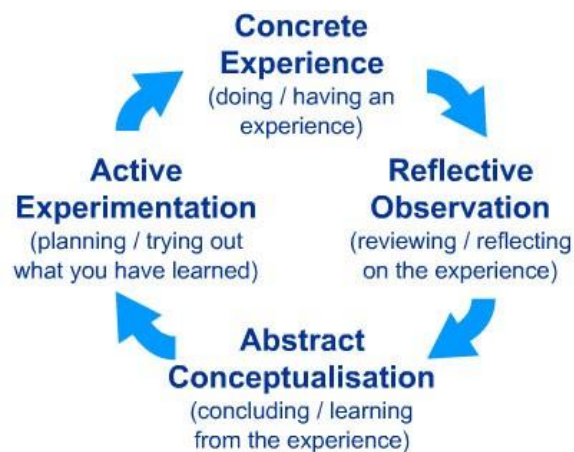 Concrete
Experience
(doing / having an
experience)
Reflective
Observation
(reviewing / reflecting
on the experience)
Abstract
Conceptualisation
(concluding / learning
from the experience)
Active
Experimentation
(planning / trying out
what you have learned)